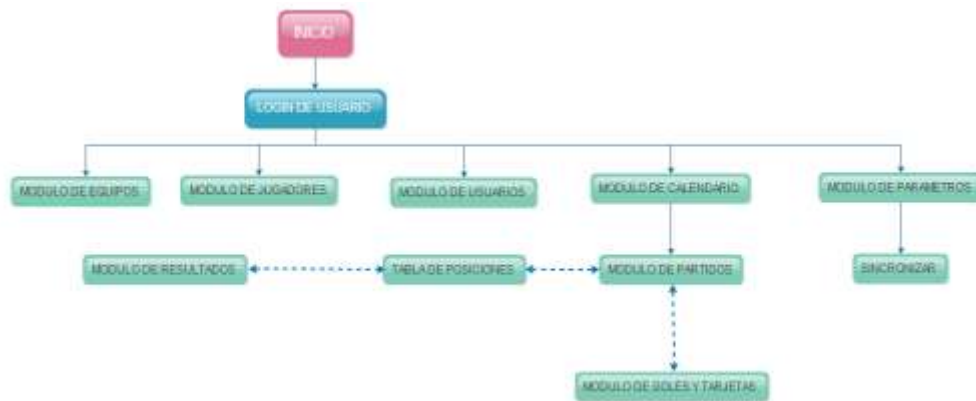 INICIO
LOGIN DE USUARIO
MODULO DE EQUIPOS
MODULO DE JUGADORES
MODULO DE USUARIOS
MODULO DE CALENDARIO
MODULO DE PARAMETROS
MODULO DE RESULTADOS
TABLA DE POSICIONES
MODULO DE PARTIDOS
SINCRONIZAR
MODULO DE GOLES Y TARJETAS